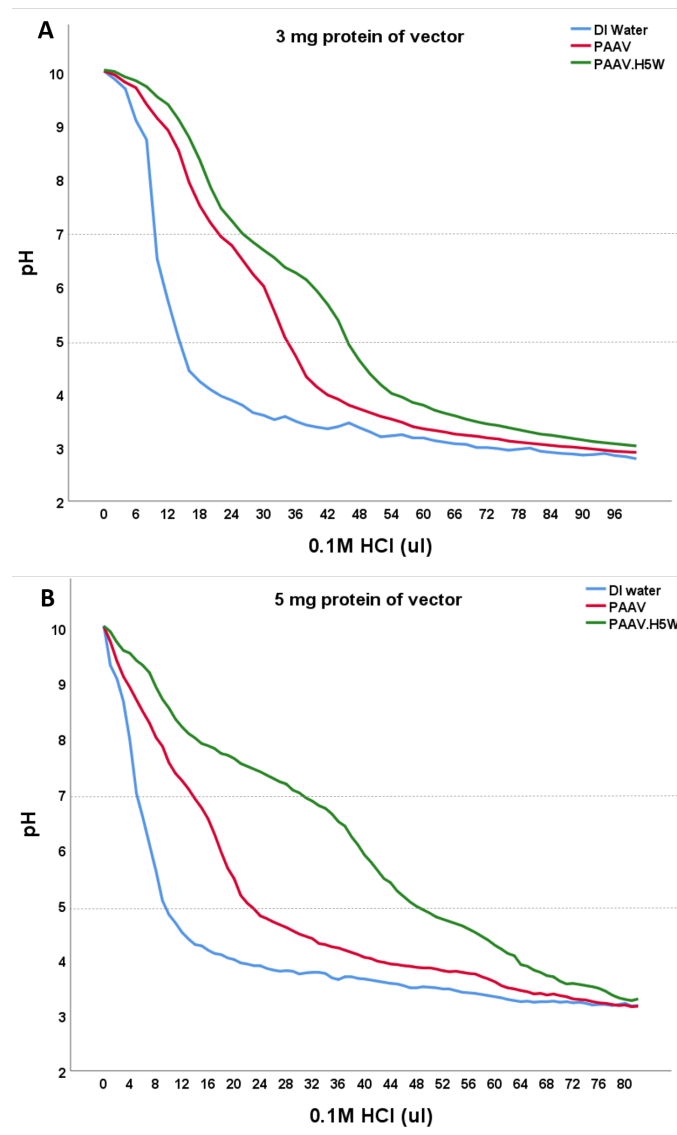 A
3 mg protein of vector
DI Water
PAAV
PAAV.H5W
10
9
8
7
6
5
4
3
2
pH
0 6 12 18 24 30 36 42 48 54 60 66 72 78 84 90 96
0.1M HCl (ul)
B
5 mg protein of vector
DI water
PAAV
PAAV.H5W
10
9
8
7
6
5
4
3
2
pH
0 4 8 12 16 20 24 28 32 36 40 44 48 52 56 60 64 68 72 76 80
0.1M HCl (ul)